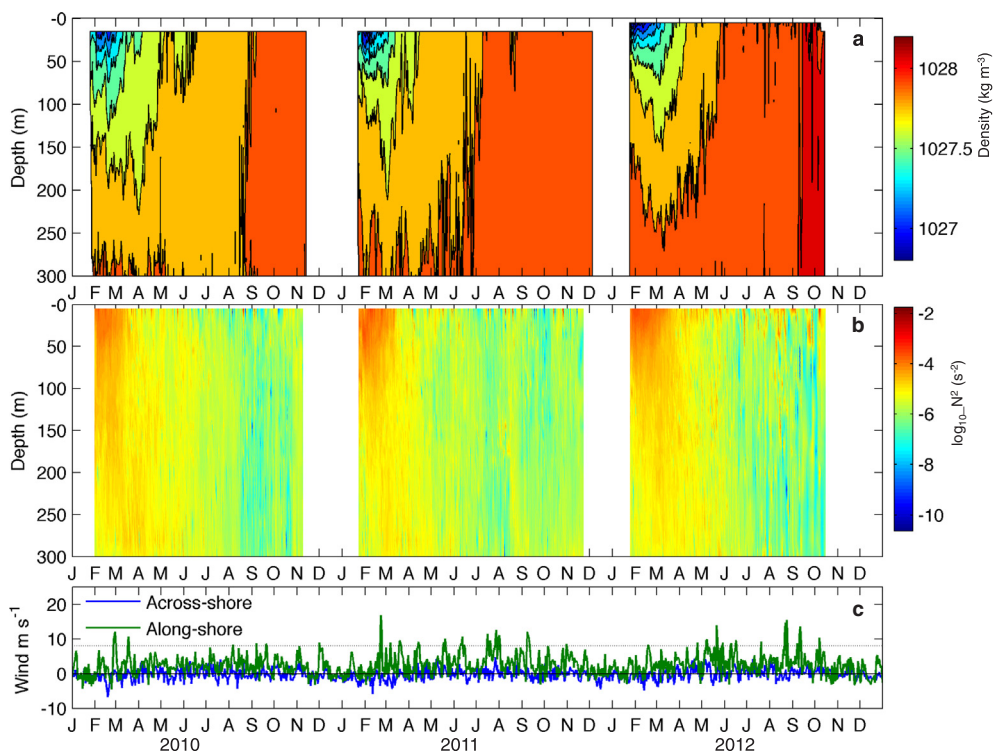 -0
50
100
150
200
250
300
Depth (m)
a
1028
1027.5
1027
Density (kg m-3)
J F M A M J J A S O N D J F M A M J J A S O N D J F M A M J J A S O N D
-0
50
100
150
200
250
300
Depth (m)
b
-2
-4
-6
-8
-10
log10_N2 (s-2)
J F M A M J J A S O N D J F M A M J J A S O N D J F M A M J J A S O N D
20
10
0
-10
Wind m s-1
Across-shore
Along-shore
c
J F M A M J J A S O N D J F M A M J J A S O N D J F M A M J J A S O N D
2010 2011 2012